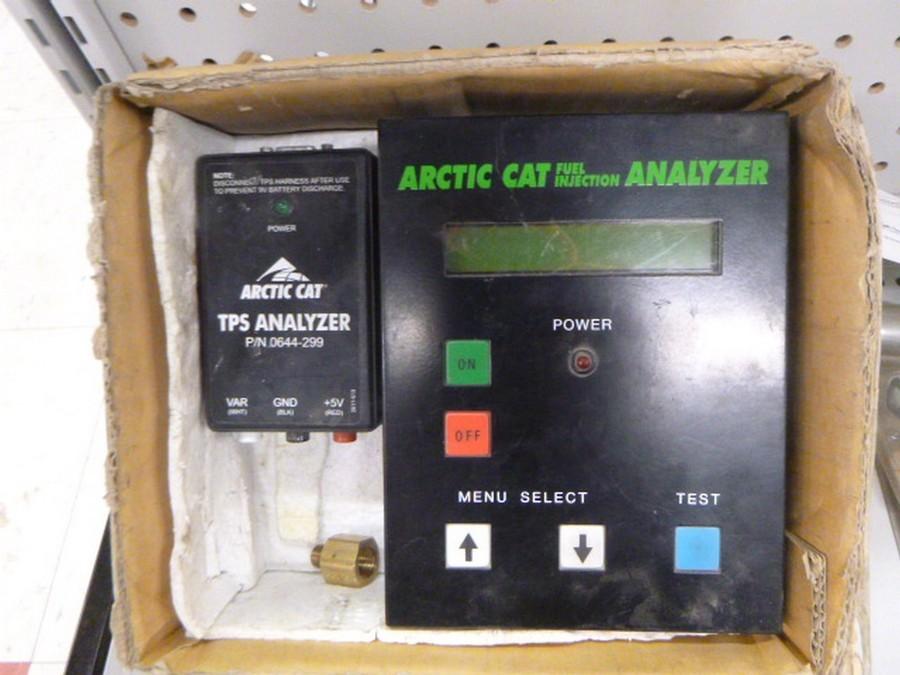 NOTE:
DISCONNECT TPS HARNESS AFTER USE
TO PREVENT IN BATTERY DISCHARGE.
POWER
ARCTIC CAT
TPS ANALYZER
P/N 0644-299
VAR GND +5V
(WHT) (BLK) (RED)
ARCTIC CAT FUEL INJECTION ANALYZER
POWER
ON
OFF
MENU SELECT TEST